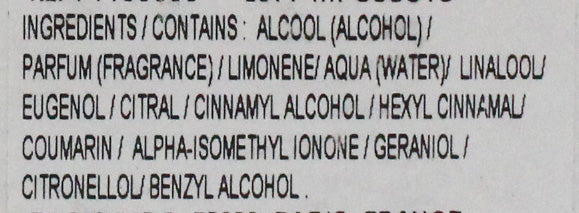 INGREDIENTS / CONTAINS : ALCOOL (ALCOHOL) /
PARFUM (FRAGRANCE) / LIMONENE/ AQUA (WATER)/ LINALOOL/
EUGENOL / CITRAL / CINNAMYL ALCOHOL / HEXYL CINNAMAL/
COUMARIN / ALPHA-ISOMETHYL IONONE / GERANIOL /
CITRONELLOL/ BENZYL ALCOHOL .